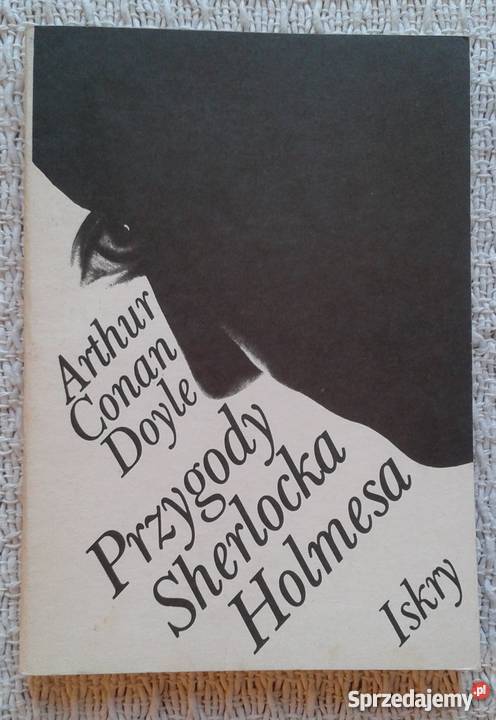 Arthur
Conan
Doyle
Przygody
Sherlocka
Holmesa
Iskry
Sprzedajemy.pl